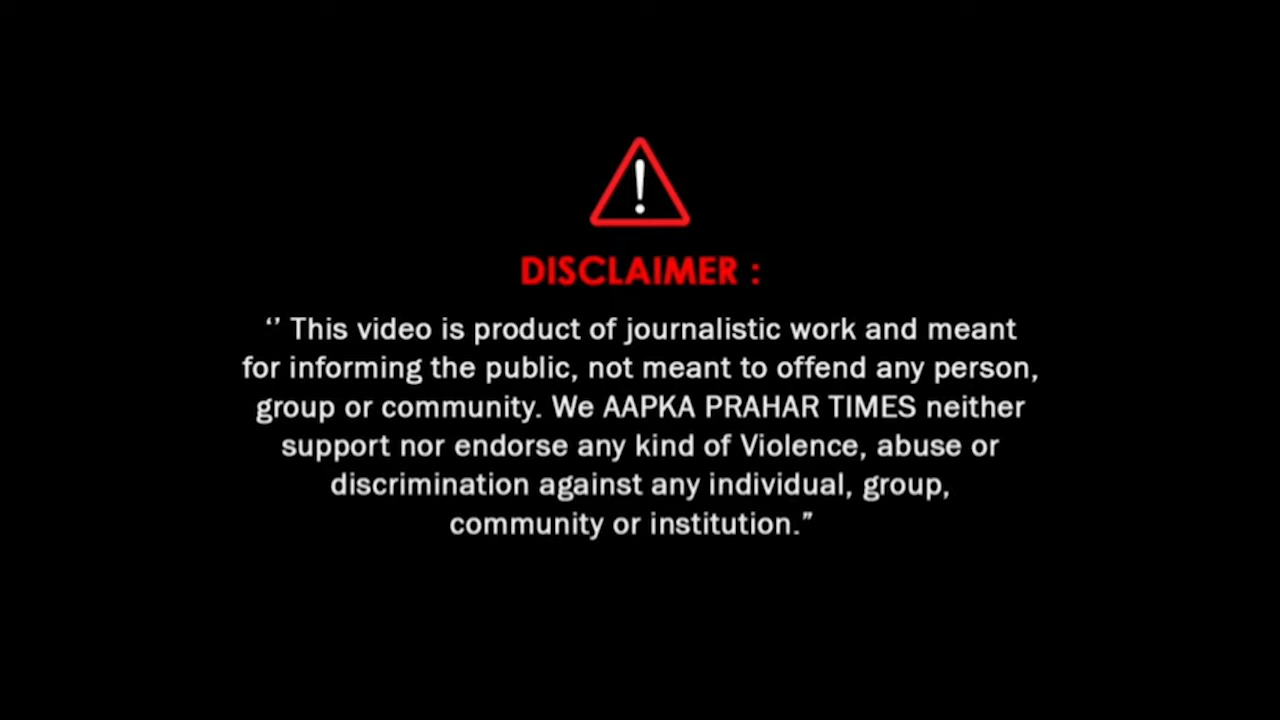 DISCLAIMER :
‘’ This video is product of journalistic work and meant
for informing the public, not meant to offend any person,
group or community. We AAPKA PRAHAR TIMES neither
support nor endorse any kind of Violence, abuse or
discrimination against any individual, group,
community or institution.”